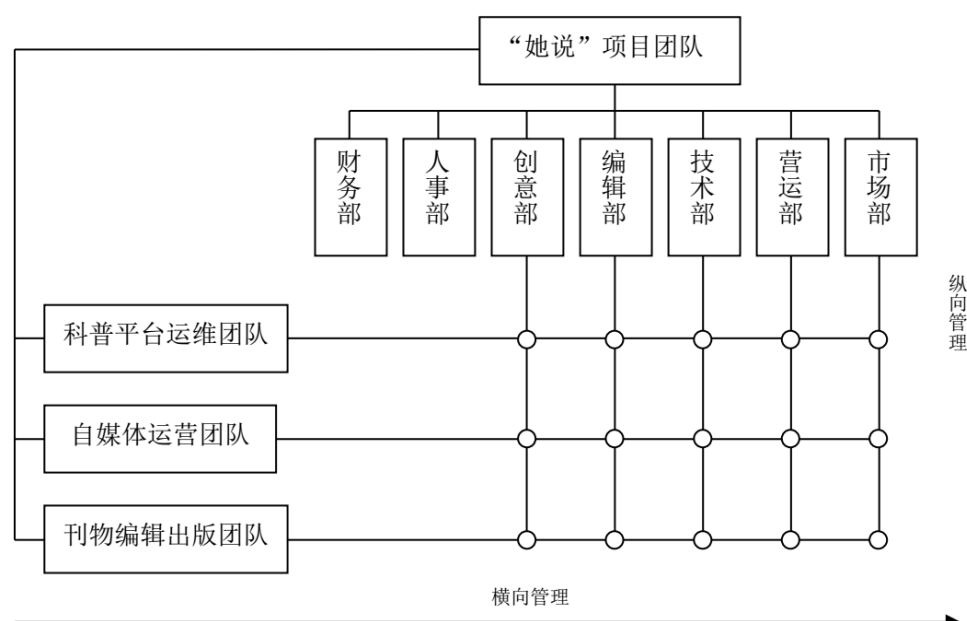 “她说”项目团队
财务部
人事部
创意部
编辑部
技术部
营运部
市场部
纵向管理
科普平台运维团队
自媒体运营团队
刊物编辑出版团队
横向管理